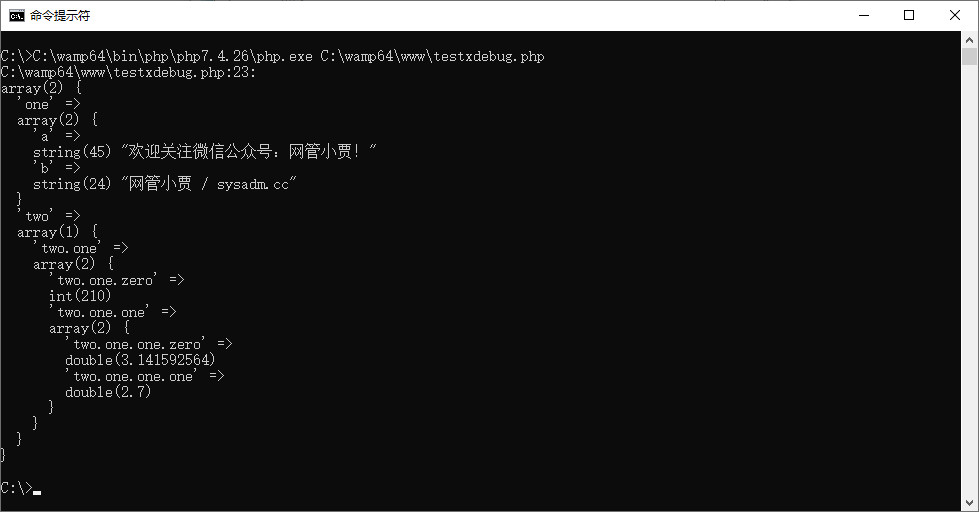 命令提示符
C:\>C:\wamp64\bin\php\php7.4.26\php.exe C:\wamp64\www\testxdebug.php
C:\wamp64\www\testxdebug.php:23:
array(2) {
  'one' =>
  array(2) {
    'a' =>
    string(45) "欢迎关注微信公众号：网管小贾！"
    'b' =>
    string(24) "网管小贾 / sysadm.cc"
  }
  'two' =>
  array(1) {
    'two.one' =>
    array(2) {
      'two.one.zero' =>
      int(210)
      'two.one.one' =>
      array(2) {
        'two.one.one.zero' =>
        double(3.141592564)
        'two.one.one.one' =>
        double(2.7)
      }
    }
  }
}
C:\>